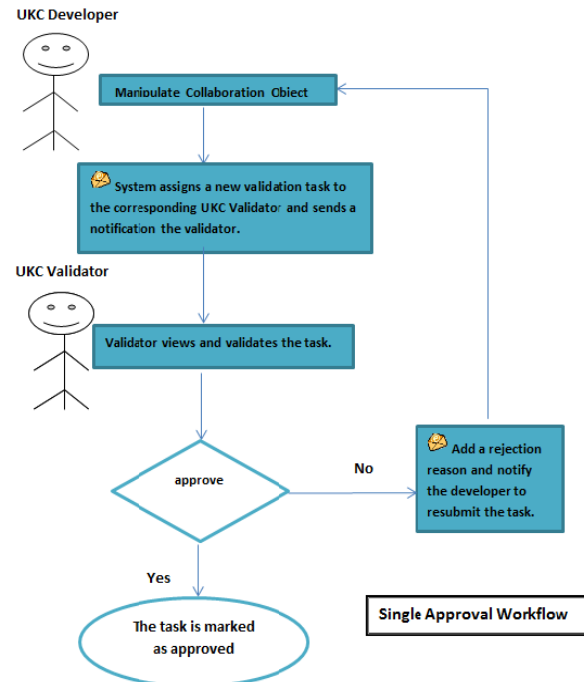 UKC Developer
Manipulate Collaboration Object
System assigns a new validation task to
the corresponding UKC Validator and sends a
notification the validator.
UKC Validator
Validator views and validates the task.
approve
No
Add a rejection
reason and notify
the developer to
resubmit the task.
Yes
The task is marked
as approved
Single Approval Workflow